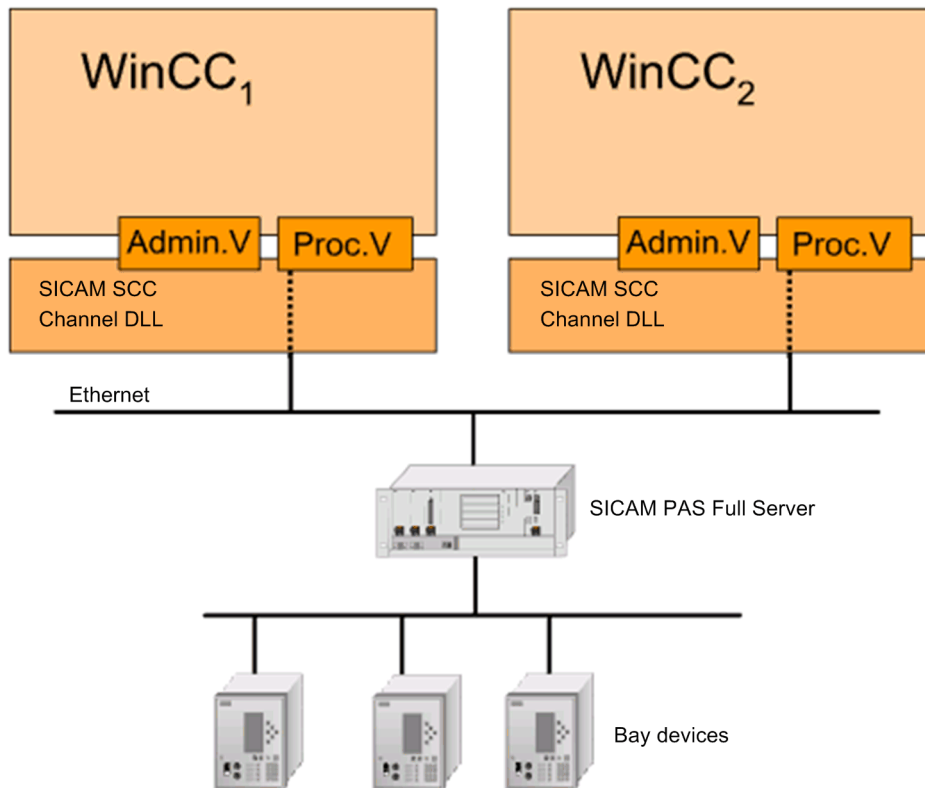 WinCC1
WinCC2
Admin.V
Proc.V
Admin.V
Proc.V
SICAM SCC
Channel DLL
SICAM SCC
Channel DLL
Ethernet
SICAM PAS Full Server
Bay devices